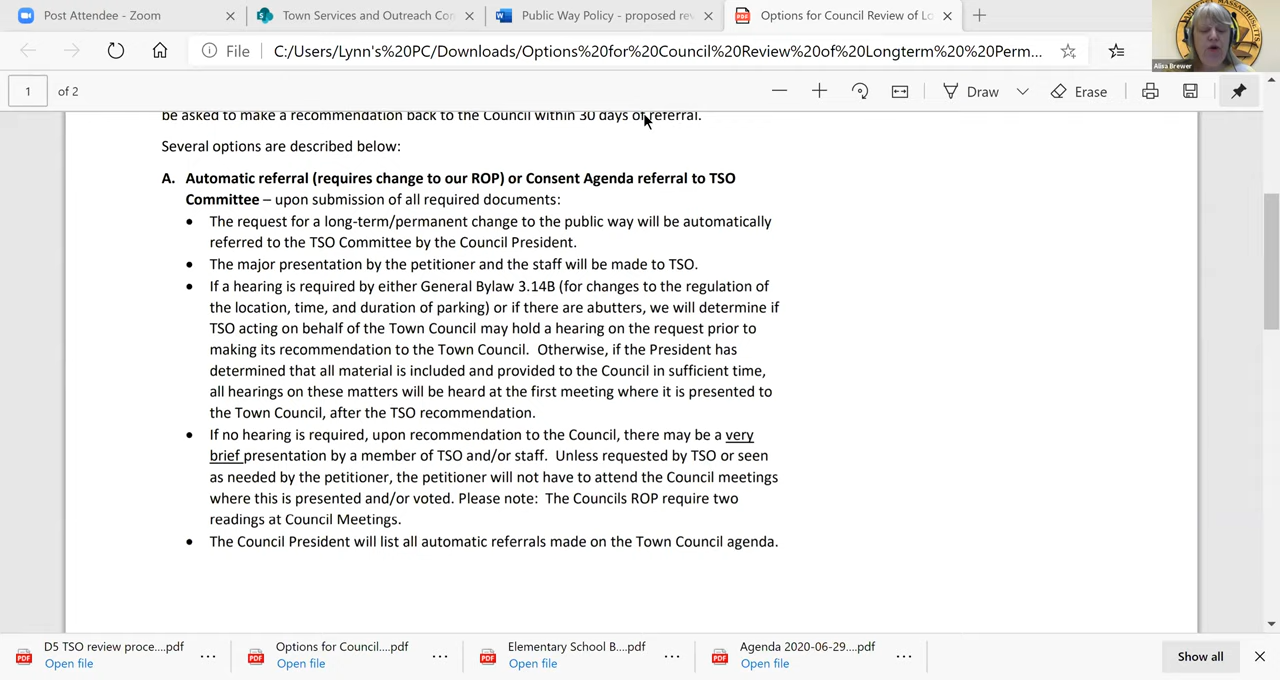 Post Attendee - Zoom
Town Services and Outreach Co
Public Way Policy - proposed re
Options for Council Review of Lo
File C:/Users/Lynn's%20PC/Downloads/Options%20for%20Council%20Review%20of%20Longterm%20%20Perm...
Alisa Brewer
1 of 2 Draw Erase
be asked to make a recommendation back to the Council within 30 days of referral.
Several options are described below:
A. Automatic referral (requires change to our ROP) or Consent Agenda referral to TSO
Committee – upon submission of all required documents:
• The request for a long-term/permanent change to the public way will be automatically
referred to the TSO Committee by the Council President.
• The major presentation by the petitioner and the staff will be made to TSO.
• If a hearing is required by either General Bylaw 3.14B (for changes to the regulation of
the location, time, and duration of parking) or if there are abutters, we will determine if
TSO acting on behalf of the Town Council may hold a hearing on the request prior to
making its recommendation to the Town Council. Otherwise, if the President has
determined that all material is included and provided to the Council in sufficient time,
all hearings on these matters will be heard at the first meeting where it is presented to
the Town Council, after the TSO recommendation.
• If no hearing is required, upon recommendation to the Council, there may be a very
brief presentation by a member of TSO and/or staff. Unless requested by TSO or seen
as needed by the petitioner, the petitioner will not have to attend the Council meetings
where this is presented and/or voted. Please note: The Councils ROP require two
readings at Council Meetings.
• The Council President will list all automatic referrals made on the Town Council agenda.
D5 TSO review proce....pdf
Open file
Options for Council....pdf
Open file
Elementary School B....pdf
Open file
Agenda 2020-06-29....pdf
Open file
Show all